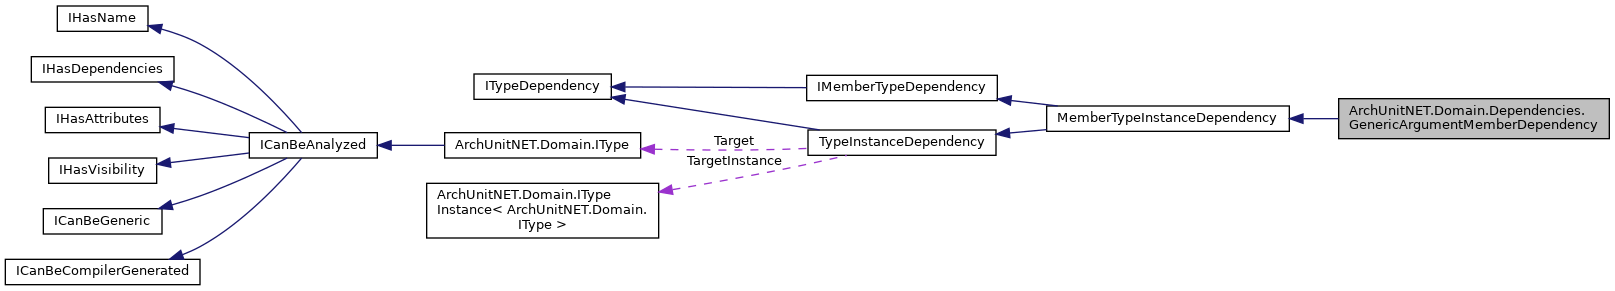 IHasName
IHasDependencies
IHasAttributes
IHasVisibility
ICanBeGeneric
ICanBeCompilerGenerated
ICanBeAnalyzed
ITypeDependency
ArchUnitNET.Domain.IType
ArchUnitNET.Domain.IType
Instance< ArchUnitNET.Domain.
IType >
Target
TargetInstance
IMemberTypeDependency
TypeInstanceDependency
MemberTypeInstanceDependency
ArchUnitNET.Domain.Dependencies.
GenericArgumentMemberDependency